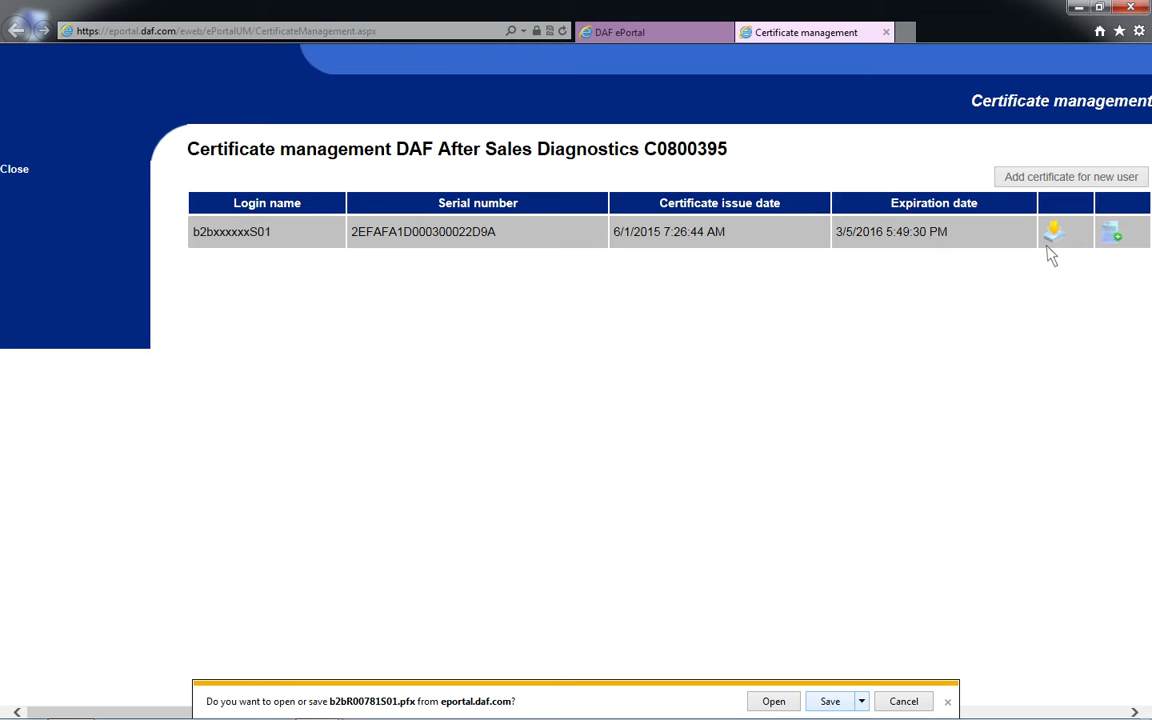 https://eportal.daf.com/eweb/ePortalUM/CertificateManagement.aspx
DAF ePortal
Certificate management
Certificate management
Close
Certificate management DAF After Sales Diagnostics C0800395
Add certificate for new user
Login name Serial number Certificate issue date Expiration date
b2bxxxxxxS01 2EFAFA1D000300022D9A 6/1/2015 7:26:44 AM 3/5/2016 5:49:30 PM
Do you want to open or save b2bR00781S01.pfx from eportal.daf.com?
Open Save Cancel